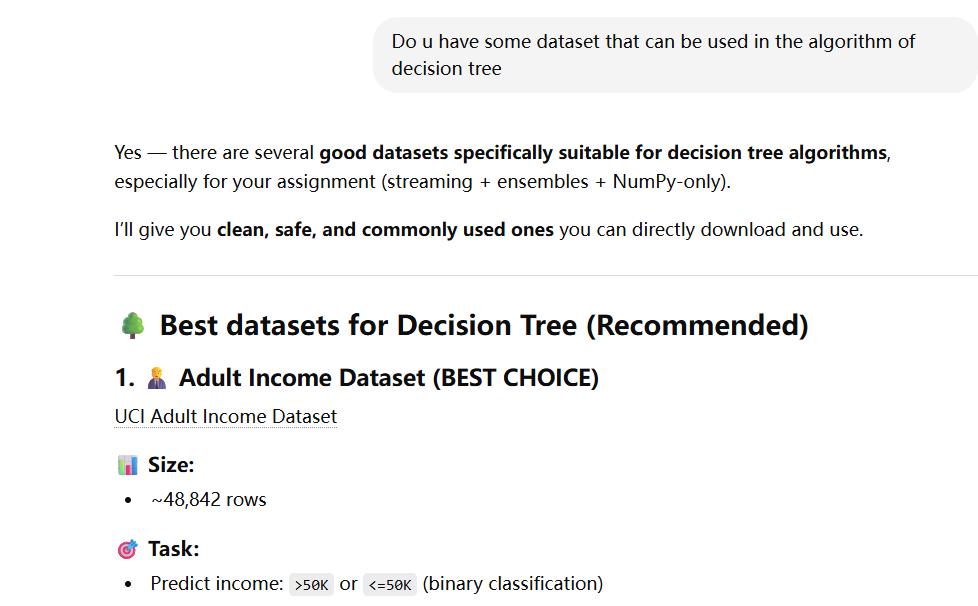 Do u have some dataset that can be used in the algorithm of
decision tree
Yes — there are several good datasets specifically suitable for decision tree algorithms,
especially for your assignment (streaming + ensembles + NumPy-only).
I'll give you clean, safe, and commonly used ones you can directly download and use.
Best datasets for Decision Tree (Recommended)
1. Adult Income Dataset (BEST CHOICE)
UCI Adult Income Dataset
Size:
• ~48,842 rows
Task:
• Predict income: >50K or <=50K (binary classification)